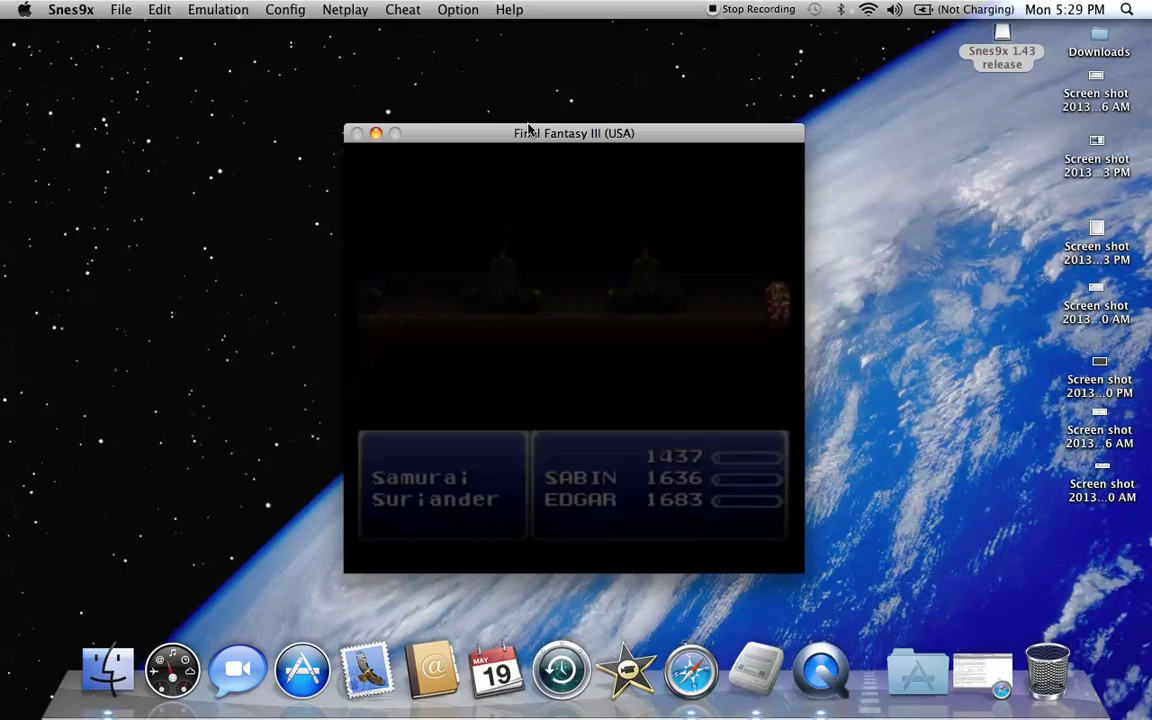 Snes9x File Edit Emulation Config Netplay Cheat Option Help Stop Recording (Not Charging) Mon 5:29 PM
Snes9x 1.43
release
Downloads
Screen shot
2013...6 AM
Screen shot
2013...3 PM
Screen shot
2013...3 PM
Screen shot
2013...0 AM
Screen shot
2013...0 PM
Screen shot
2013...6 AM
Screen shot
2013...0 AM
Final Fantasy III (USA)
1437
Samurai SABIN 1636
Suriander EDGAR 1683
MAY
19